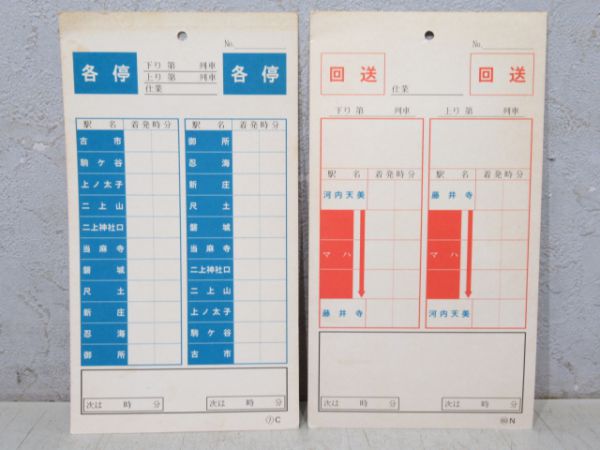 No.
各停
下り 第 列車
上り 第 列車
仕業
各停
駅名 着発時分
古市
駒ケ谷
上ノ太子
二上山
二上神社口
当麻寺
磐城
尺土
新庄
忍海
御所
駅名 着発時分
御所
忍海
新庄
尺土
磐城
当麻寺
二上神社口
二上山
上ノ太子
駒ケ谷
古市
次は 時 分
次は 時 分
C
No.
回送
仕業
回送
下り 第 列車
上り 第 列車
駅名 着発時分
河内天美
マハ
藤井寺
駅名 着発時分
藤井寺
マハ
河内天美
次は 時 分
次は 時 分
N